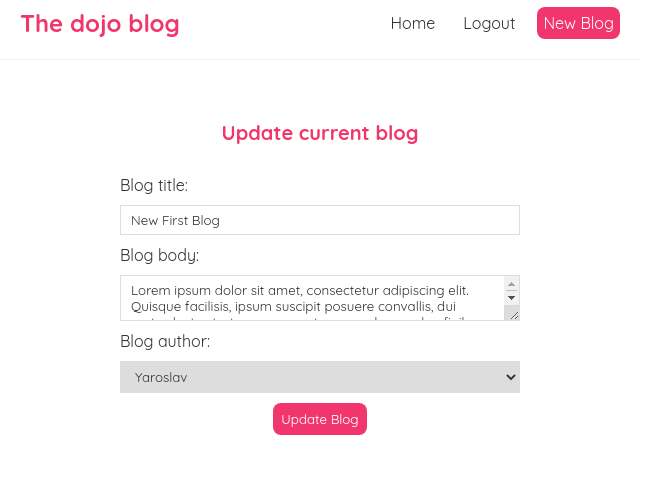 The dojo blog
Home Logout New Blog
Update current blog
Blog title:
New First Blog
Blog body:
Lorem ipsum dolor sit amet, consectetur adipiscing elit.
Quisque facilisis, ipsum suscipit posuere convallis, dui
Blog author:
Yaroslav
Update Blog